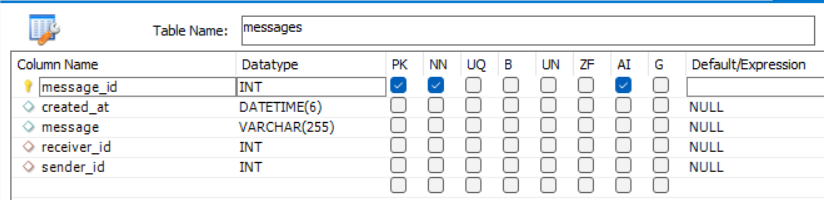 Table Name: messages
Column Name Datatype PK NN UQ B UN ZF AI G Default/Expression
message_id INT
created_at DATETIME(6) NULL
message VARCHAR(255) NULL
receiver_id INT NULL
sender_id INT NULL